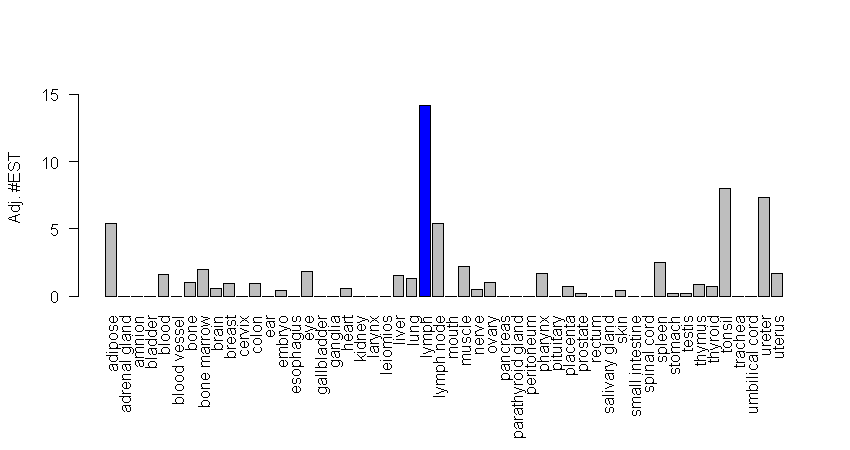 Adj. #EST
15
10
5
0
adipose
adrenal gland
amnion
bladder
blood
blood vessel
bone
bone marrow
brain
breast
cervix
colon
ear
embryo
esophagus
eye
gallbladder
ganglia
heart
kidney
larynx
leiomios
liver
lung
lymph
lymph node
mouth
muscle
nerve
ovary
pancreas
parathyroid gland
peritoneum
pharynx
pituitary
placenta
prostate
rectum
salivary gland
skin
small intestine
spinal cord
spleen
stomach
testis
thymus
thyroid
tonsil
trachea
umbilical cord
ureter
uterus